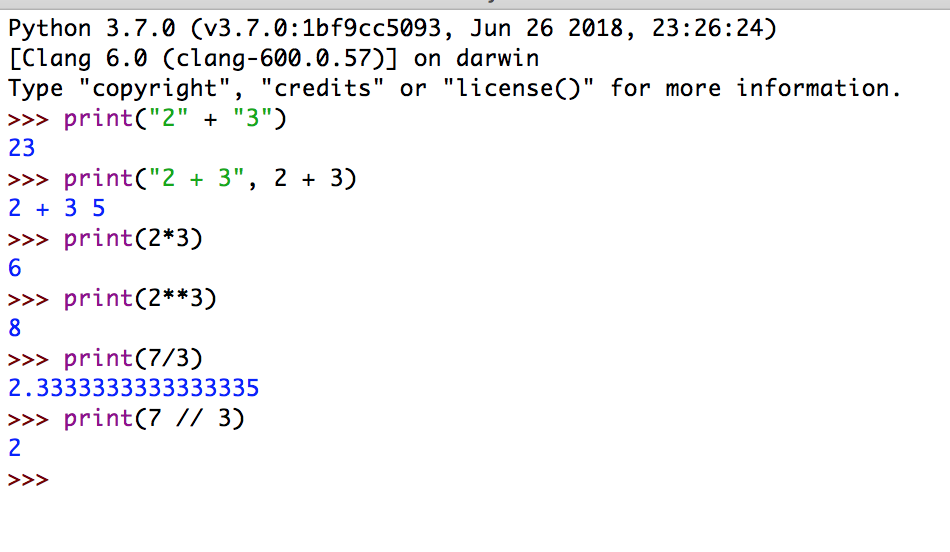 Python 3.7.0 (v3.7.0:1bf9cc5093, Jun 26 2018, 23:26:24)
[Clang 6.0 (clang-600.0.57)] on darwin
Type "copyright", "credits" or "license()" for more information.
>>> print("2" + "3")
23
>>> print("2 + 3", 2 + 3)
2 + 3 5
>>> print(2*3)
6
>>> print(2**3)
8
>>> print(7/3)
2.3333333333333335
>>> print(7 // 3)
2
>>>